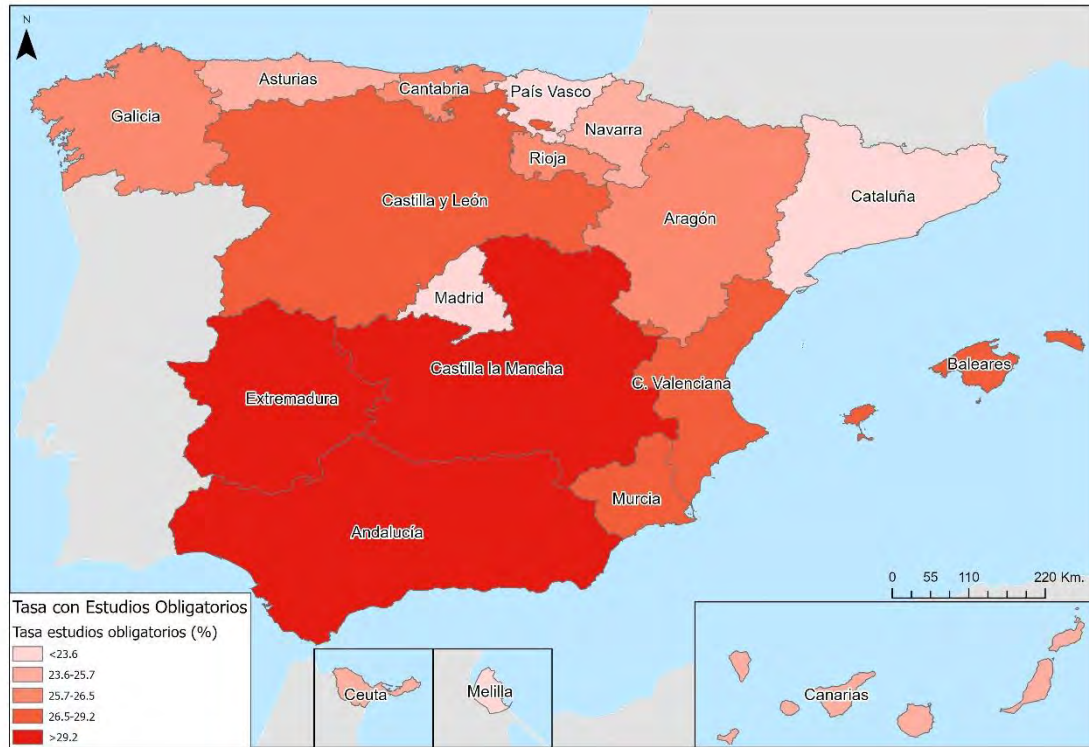 N
Asturias
Cantabria
País Vasco
Galicia
Navarra
Rioja
Castilla y León
Cataluña
Aragón
Madrid
Castilla la Mancha
Baleares
C. Valenciana
Extremadura
Murcia
Andalucía
0 55 110 220 Km.
Tasa con Estudios Obligatorios
Tasa estudios obligatorios (%)
<23.6
23.6-25.7
25.7-26.5
26.5-29.2
>29.2
Ceuta
Melilla
Canarias